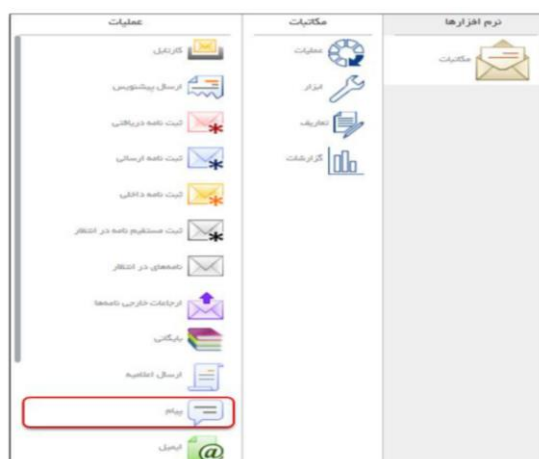 نرم افزارها
مکاتبات
مکاتبات
عملیات
ابزار
تعاریف
گزارشات
عملیات
کارتابل
ارسال پیشنویس
ثبت نامه دریافتی
ثبت نامه ارسالی
ثبت نامه داخلی
ثبت مستقیم نامه در انتظار
نامه‌های در انتظار
ارجاعات خارجی نامه‌ها
بایگانی
ارسال اعلامیه
پیام
ایمیل